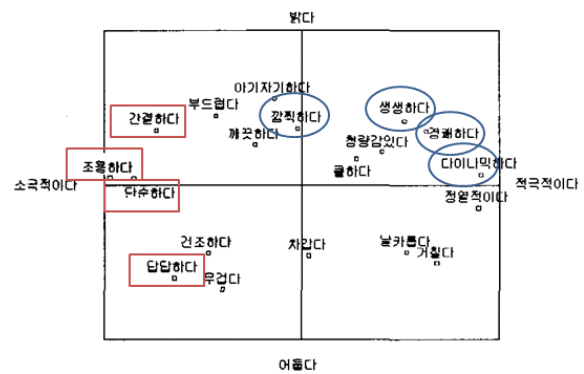 밝다
아기자기하다
부드럽다
생생하다
간결하다
깜찍하다
경쾌하다
깨끗하다
청량감있다
쿨하다
다이나믹하다
조용하다
소극적이다
적극적이다
단순하다
정열적이다
건조하다
차갑다
날카롭다
거칠다
답답하다
무겁다
어둡다